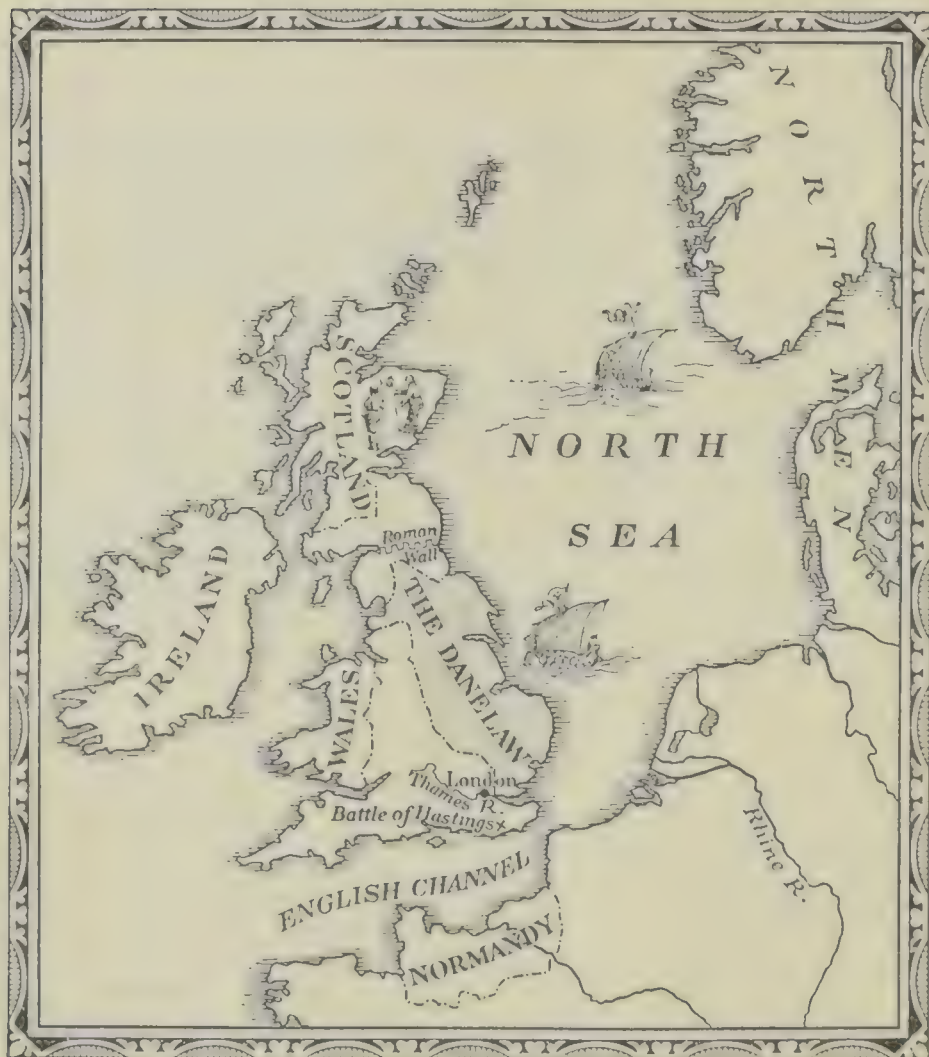 NORTH MEN
SCOTLAND
NORTH
SEA
Roman
Wall
IRELAND
THE DANELAW
WALES
London
Thames R.
Battle of Hastings
Rhine R.
ENGLISH CHANNEL
NORMANDY